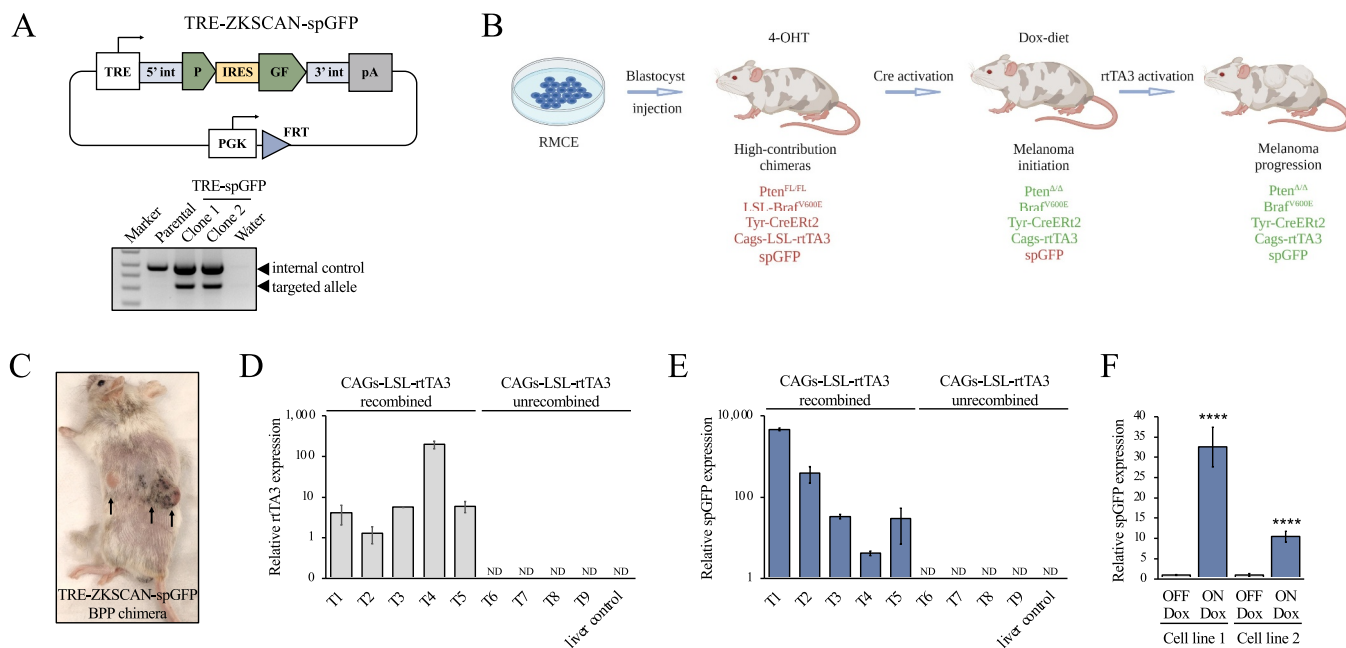 A
TRE-ZKSCAN-spGFP
TRE
5' int
P
IRES
GF
3' int
pA
PGK
FRT
TRE-spGFP
Marker
Parental
Clone 1
Clone 2
Water
internal control
targeted allele
B
4-OHT
Dox-diet
Blastocyst
injection
Cre activation
rtTA3 activation
RMCE
High-contribution
chimeras
Pten^FL/FL
LSL-Braf^V600E
Tyr-CreERt2
Cags-LSL-rtTA3
spGFP
Melanoma
initiation
Pten^Δ/Δ
Braf^V600E
Tyr-CreERt2
Cags-rtTA3
spGFP
Melanoma
progression
Pten^Δ/Δ
Braf^V600E
Tyr-CreERt2
Cags-rtTA3
spGFP
C
TRE-ZKSCAN-spGFP
BPP chimera
D
CAGs-LSL-rtTA3
recombined
CAGs-LSL-rtTA3
unrecombined
Relative rtTA3 expression
1,000
100
10
1
0
ND ND ND ND ND
T1 T2 T3 T4 T5 T6 T7 T8 T9 liver control
E
CAGs-LSL-rtTA3
recombined
CAGs-LSL-rtTA3
unrecombined
Relative spGFP expression
10,000
100
1
ND ND ND ND ND
T1 T2 T3 T4 T5 T6 T7 T8 T9 liver control
F
Relative spGFP expression
40
35
30
25
20
15
10
5
0
****
****
OFF ON OFF ON
Dox Dox Dox Dox
Cell line 1 Cell line 2